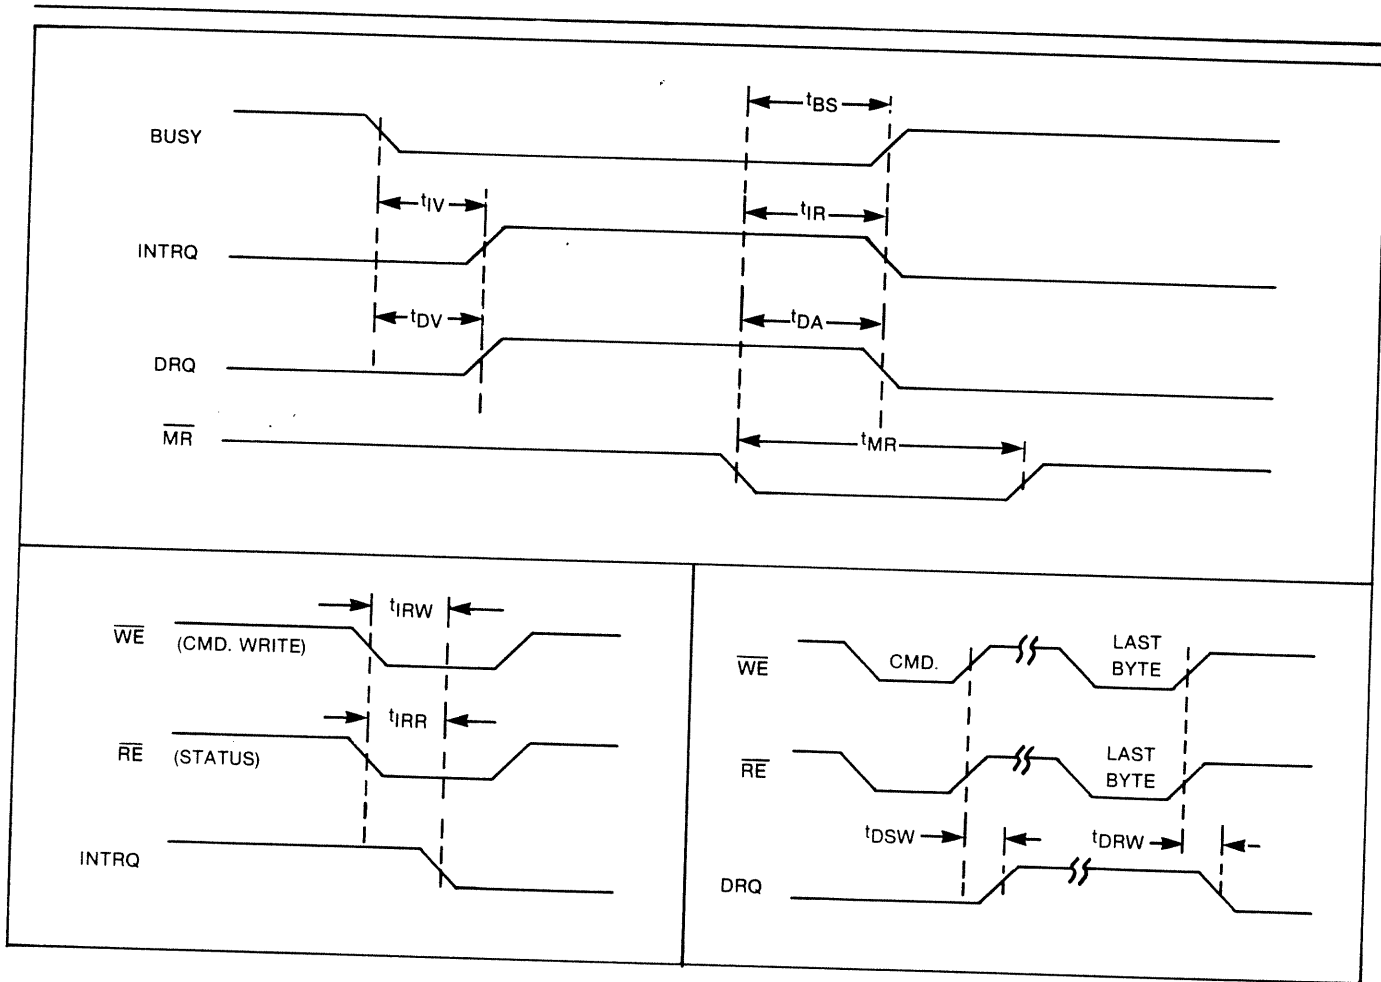 tBS
BUSY
tIV
tIR
INTRQ
tDV
tDA
DRQ
MR
tMR
tIRW
WE (CMD. WRITE)
tIRR
RE (STATUS)
INTRQ
WE
CMD.
LAST
BYTE
RE
LAST
BYTE
tDSW
tDRW
DRQ